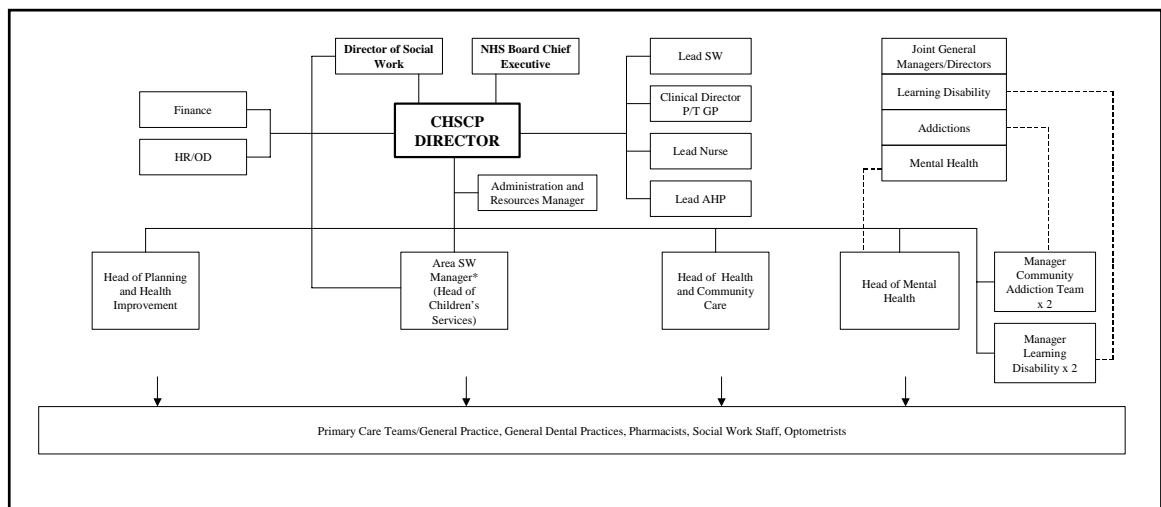 Director of Social
Work
NHS Board Chief
Executive
Lead SW
Joint General
Managers/Directors
Finance
Clinical Director
P/T GP
Learning Disability
CHSCP
DIRECTOR
Addictions
HR/OD
Lead Nurse
Mental Health
Administration and
Resources Manager
Lead AHP
Head of Planning
and Health
Improvement
Area SW
Manager*
(Head of
Children's
Services)
Head of Health
and Community
Care
Head of Mental
Health
Manager
Community
Addiction Team
x 2
Manager
Learning
Disability x 2
Primary Care Teams/General Practice, General Dental Practices, Pharmacists, Social Work Staff, Optometrists